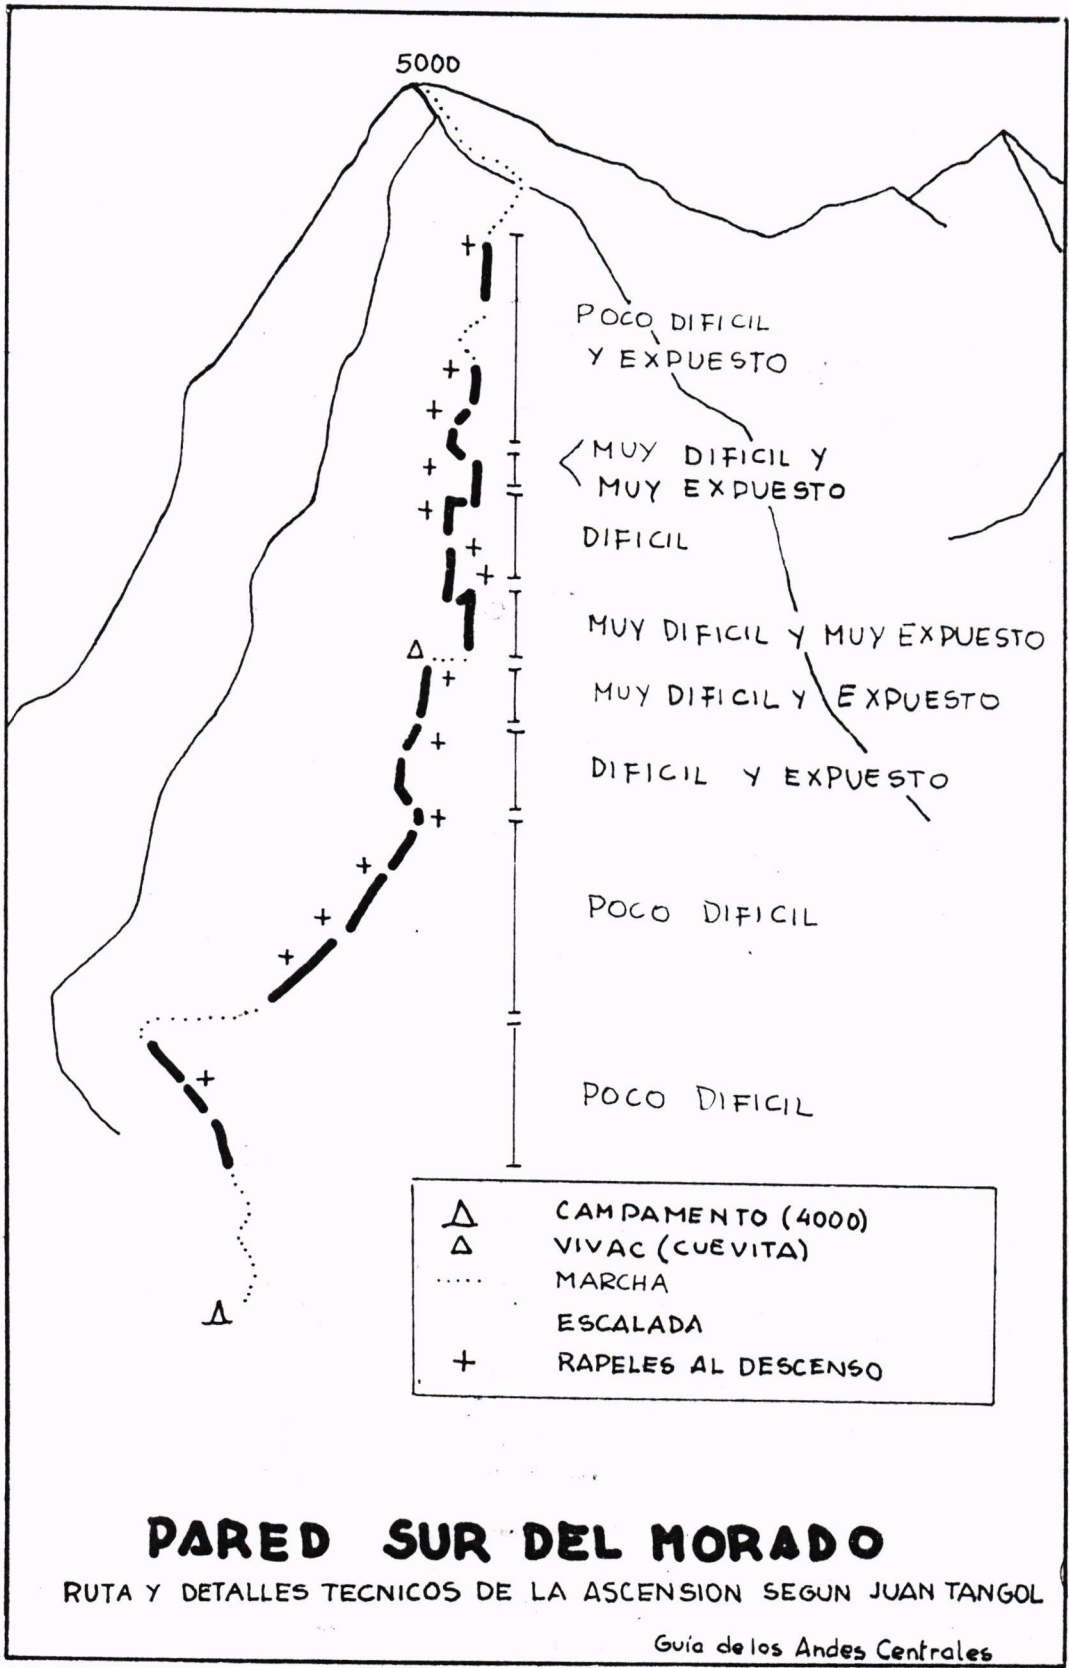 5000
POCO DIFICIL
Y EXPUESTO
MUY DIFICIL Y
MUY EXPUESTO
DIFICIL
MUY DIFICIL Y MUY EXPUESTO
MUY DIFICIL Y EXPUESTO
DIFICIL Y EXPUESTO
POCO DIFICIL
POCO DIFICIL
CAMPAMENTO (4000)
VIVAC (CUEVITA)
MARCHA
ESCALADA
RAPELES AL DESCENSO
PARED SUR DEL MORADO
RUTA Y DETALLES TECNICOS DE LA ASCENSION SEGUN JUAN TANGOL
Guía de los Andes Centrales